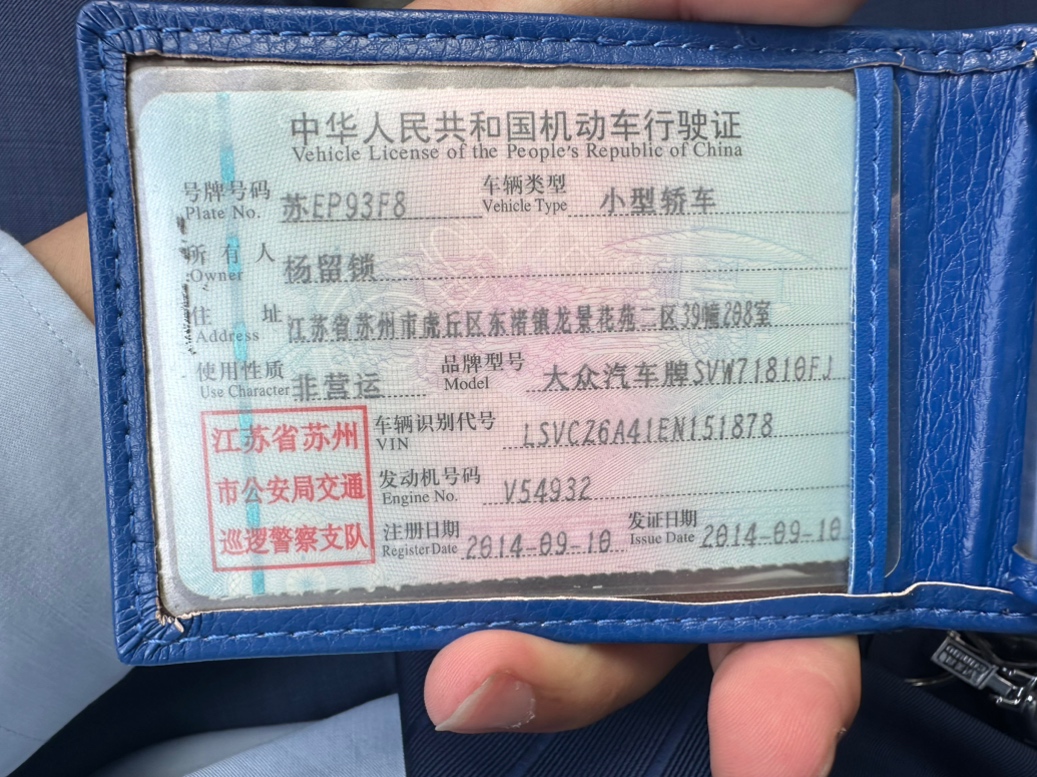 中华人民共和国机动车行驶证
Vehicle License of the People's Republic of China
号牌号码 Plate No. 苏EP93F8 车辆类型 Vehicle Type 小型轿车
所有人 Owner 杨留锁
住址 Address 江苏省苏州市虎丘区东渚镇龙景花苑二区39幢208室
使用性质 Use Character 非营运 品牌型号 Model 大众汽车牌SVW71810FJ
车辆识别代号 VIN LSVCZ6A41EN151878
发动机号码 Engine No. V54932
注册日期 Register Date 2014-09-10 发证日期 Issue Date 2014-09-10
江苏省苏州
市公安局交通
巡逻警察支队